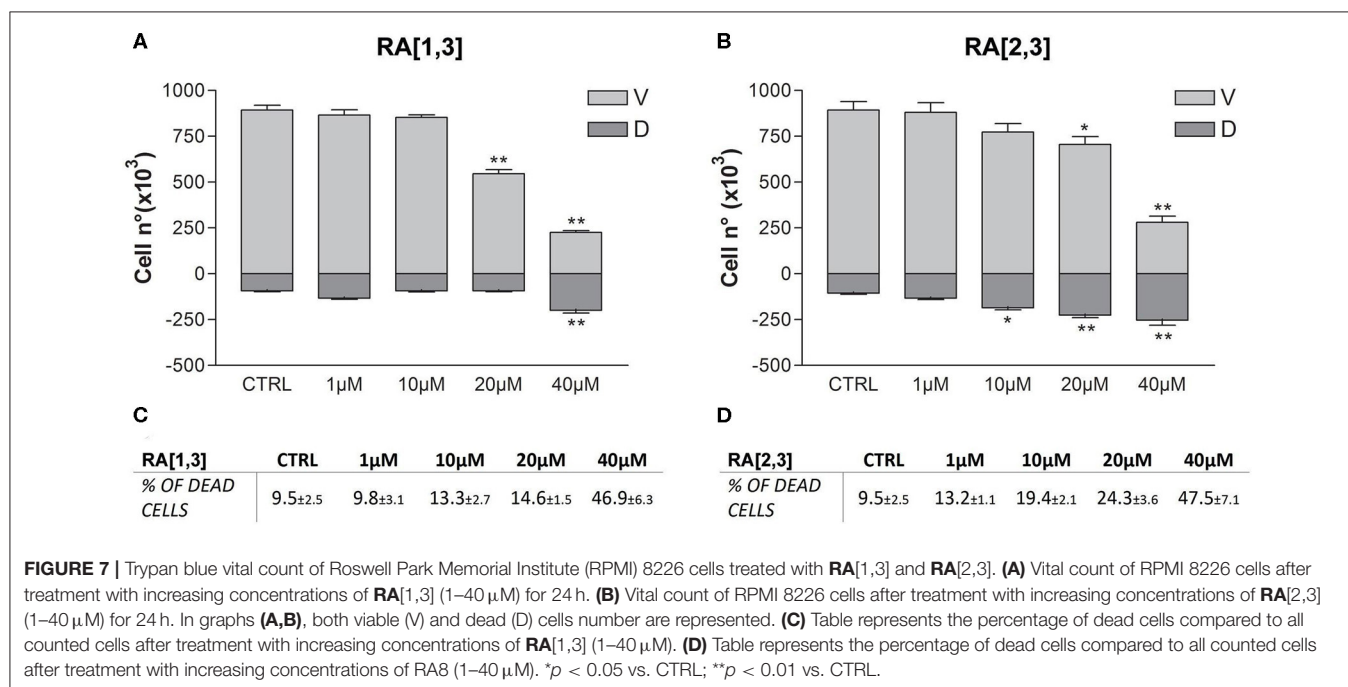 A
RA[1,3]
V
D
Cell n°(x10³)
1000
750
500
250
0
-250
-500
**
**
**
CTRL 1µM 10µM 20µM 40µM
B
RA[2,3]
V
D
Cell n° (x10³)
1000
750
500
250
0
-250
-500
*
**
*
**
**
CTRL 1µM 10µM 20µM 40µM
C
RA[1,3] CTRL 1µM 10µM 20µM 40µM
% OF DEAD
CELLS
9.5±2.5 9.8±3.1 13.3±2.7 14.6±1.5 46.9±6.3
D
RA[2,3] CTRL 1µM 10µM 20µM 40µM
% OF DEAD
CELLS
9.5±2.5 13.2±1.1 19.4±2.1 24.3±3.6 47.5±7.1
FIGURE 7 | Trypan blue vital count of Roswell Park Memorial Institute (RPMI) 8226 cells treated with RA[1,3] and RA[2,3]. (A) Vital count of RPMI 8226 cells after
treatment with increasing concentrations of RA[1,3] (1–40 µM) for 24 h. (B) Vital count of RPMI 8226 cells after treatment with increasing concentrations of RA[2,3]
(1–40 µM) for 24 h. In graphs (A,B), both viable (V) and dead (D) cells number are represented. (C) Table represents the percentage of dead cells compared to all
counted cells after treatment with increasing concentrations of RA[1,3] (1–40 µM). (D) Table represents the percentage of dead cells compared to all counted cells
after treatment with increasing concentrations of RA8 (1–40 µM). *p < 0.05 vs. CTRL; **p < 0.01 vs. CTRL.